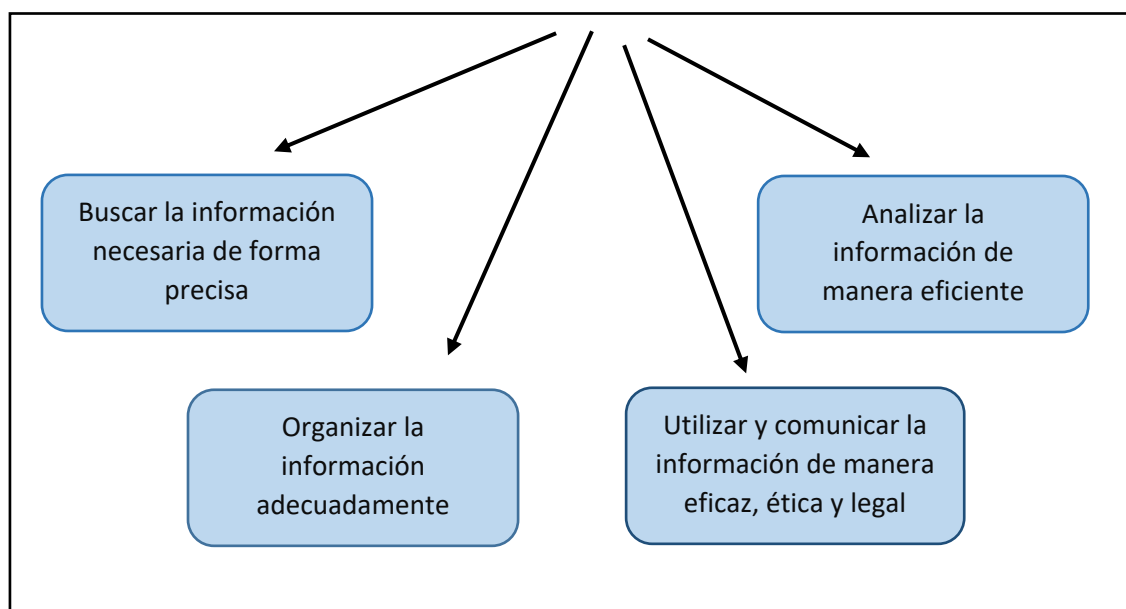 Buscar la información
necesaria de forma
precisa
Analizar la
información de
manera eficiente
Organizar la
información
adecuadamente
Utilizar y comunicar la
información de manera
eficaz, ética y legal